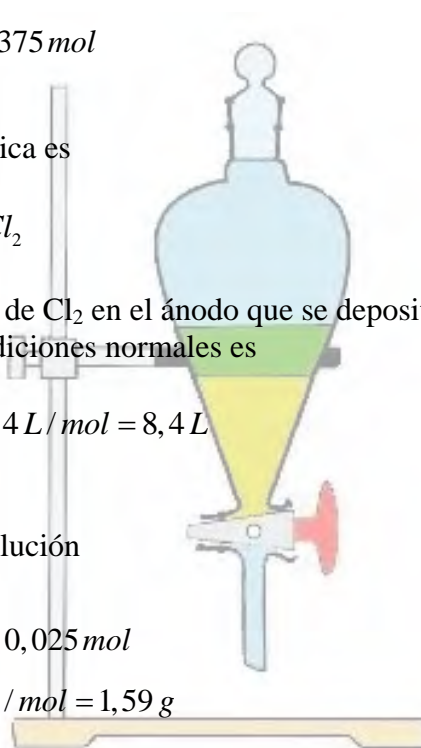 375 mol
ica es
Cl₂
de Cl₂ en el ánodo que se deposit
diciones normales es
4 L / mol = 8,4 L
lución
0,025 mol
/ mol = 1,59 g